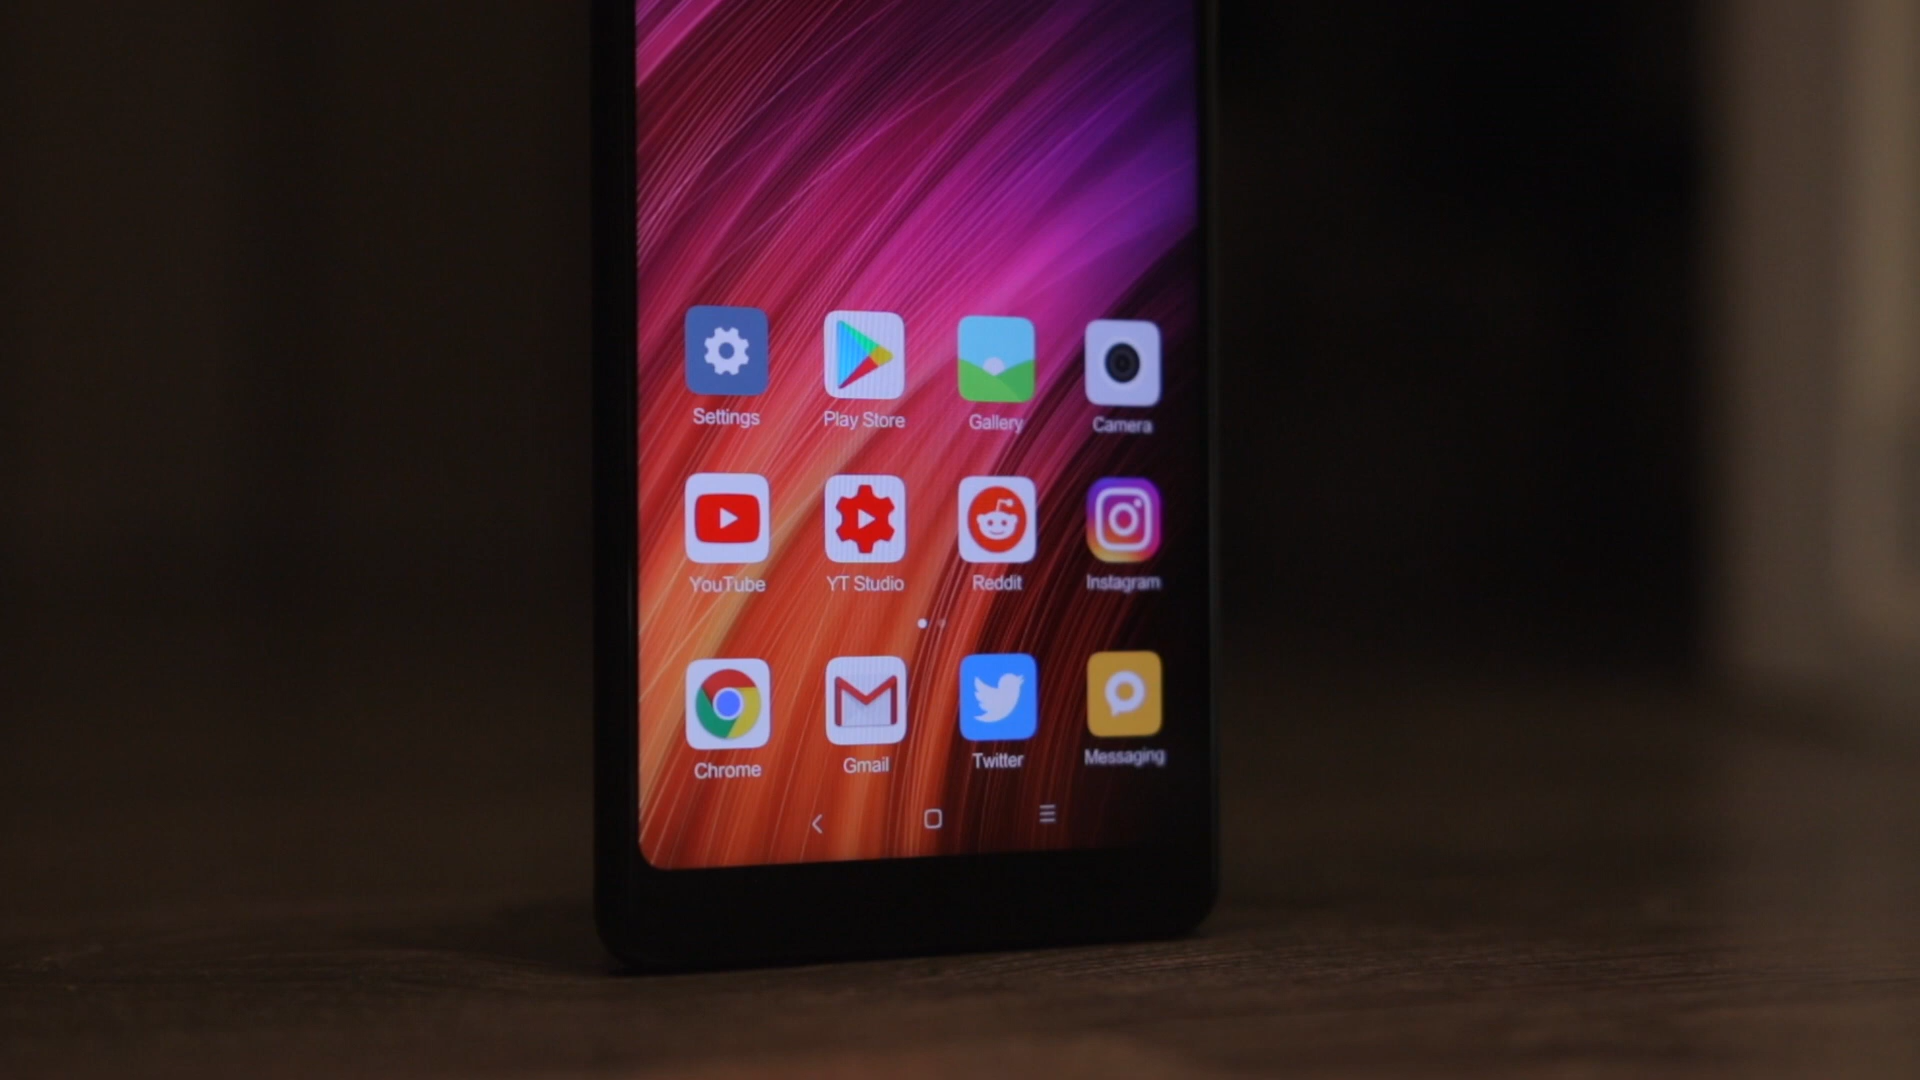 Settings Play Store Gallery Camera
YouTube YT Studio Reddit Instagram
Chrome Gmail Twitter Messaging